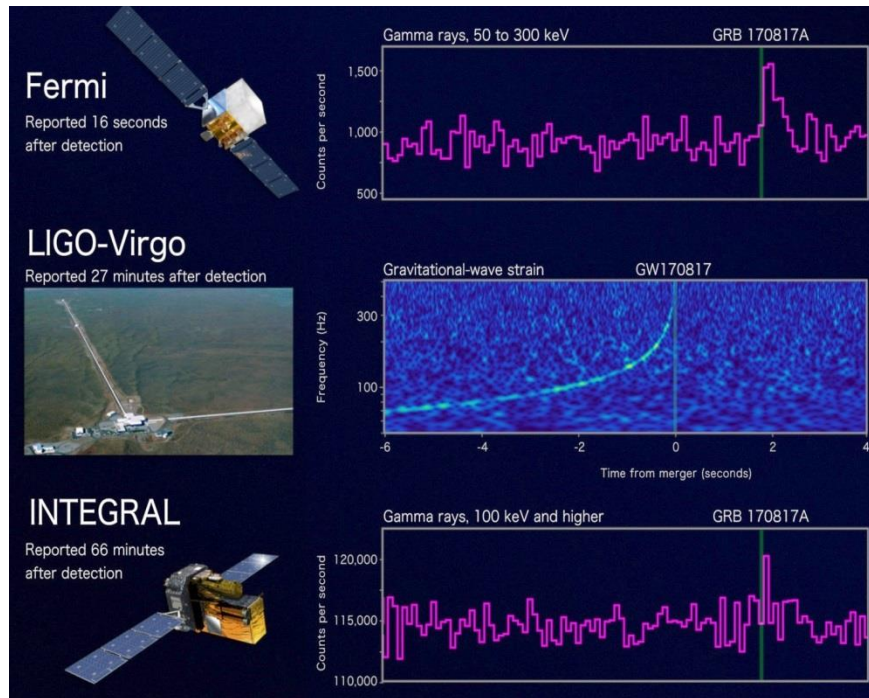 Fermi
Reported 16 seconds
after detection
Gamma rays, 50 to 300 keV
GRB 170817A
Counts per second
1,500
1,000
500
LIGO-Virgo
Reported 27 minutes after detection
Gravitational-wave strain
GW170817
Frequency (Hz)
300
100
-6
-4
-2
0
2
4
Time from merger (seconds)
INTEGRAL
Reported 66 minutes
after detection
Gamma rays, 100 keV and higher
GRB 170817A
Counts per second
120,000
115,000
110,000